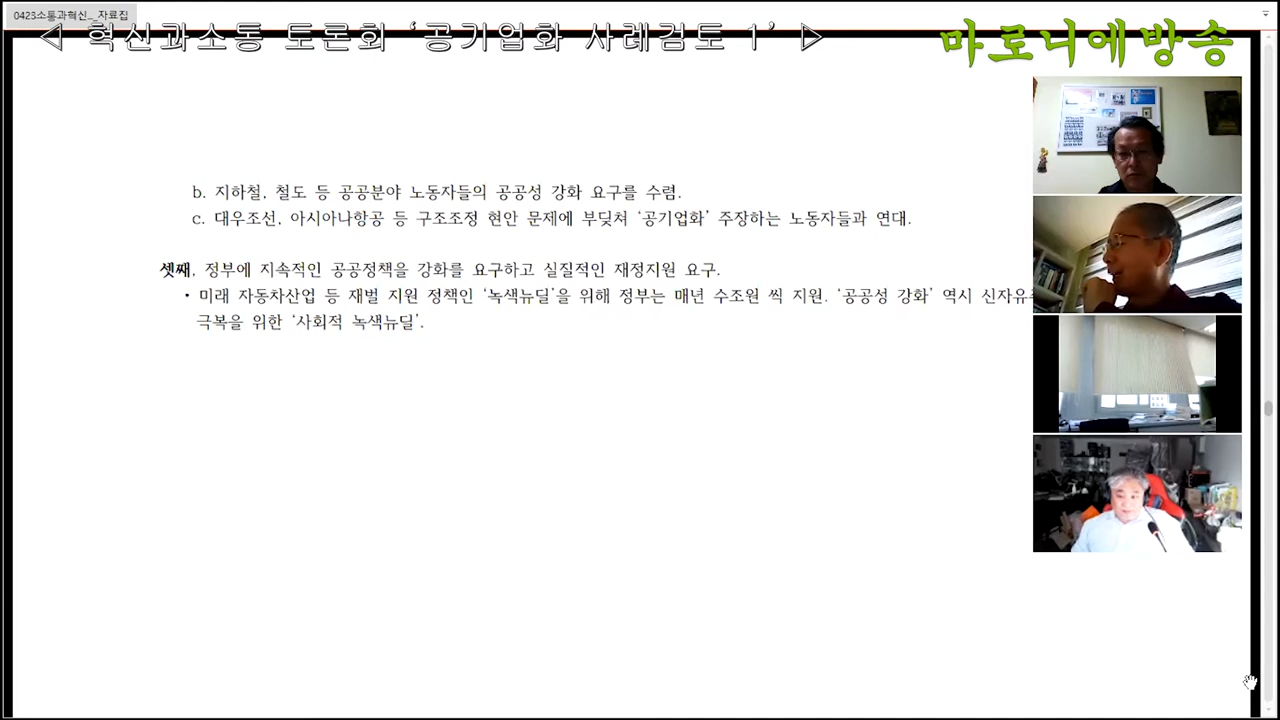 0423소통과혁신_자료집
◁ 혁신과소통 토론회 ‘공기업화 사례검토 1’ ▷
마로니에방송
b. 지하철, 철도 등 공공분야 노동자들의 공공성 강화 요구를 수렴.
c. 대우조선, 아시아나항공 등 구조조정 현안 문제에 부딪쳐 ‘공기업화’ 주장하는 노동자들과 연대.
셋째, 정부에 지속적인 공공정책을 강화를 요구하고 실질적인 재정지원 요구.
• 미래 자동차산업 등 재벌 지원 정책인 ‘녹색뉴딜’을 위해 정부는 매년 수조원 씩 지원. ‘공공성 강화’ 역시 신자유
극복을 위한 ‘사회적 녹색뉴딜’.